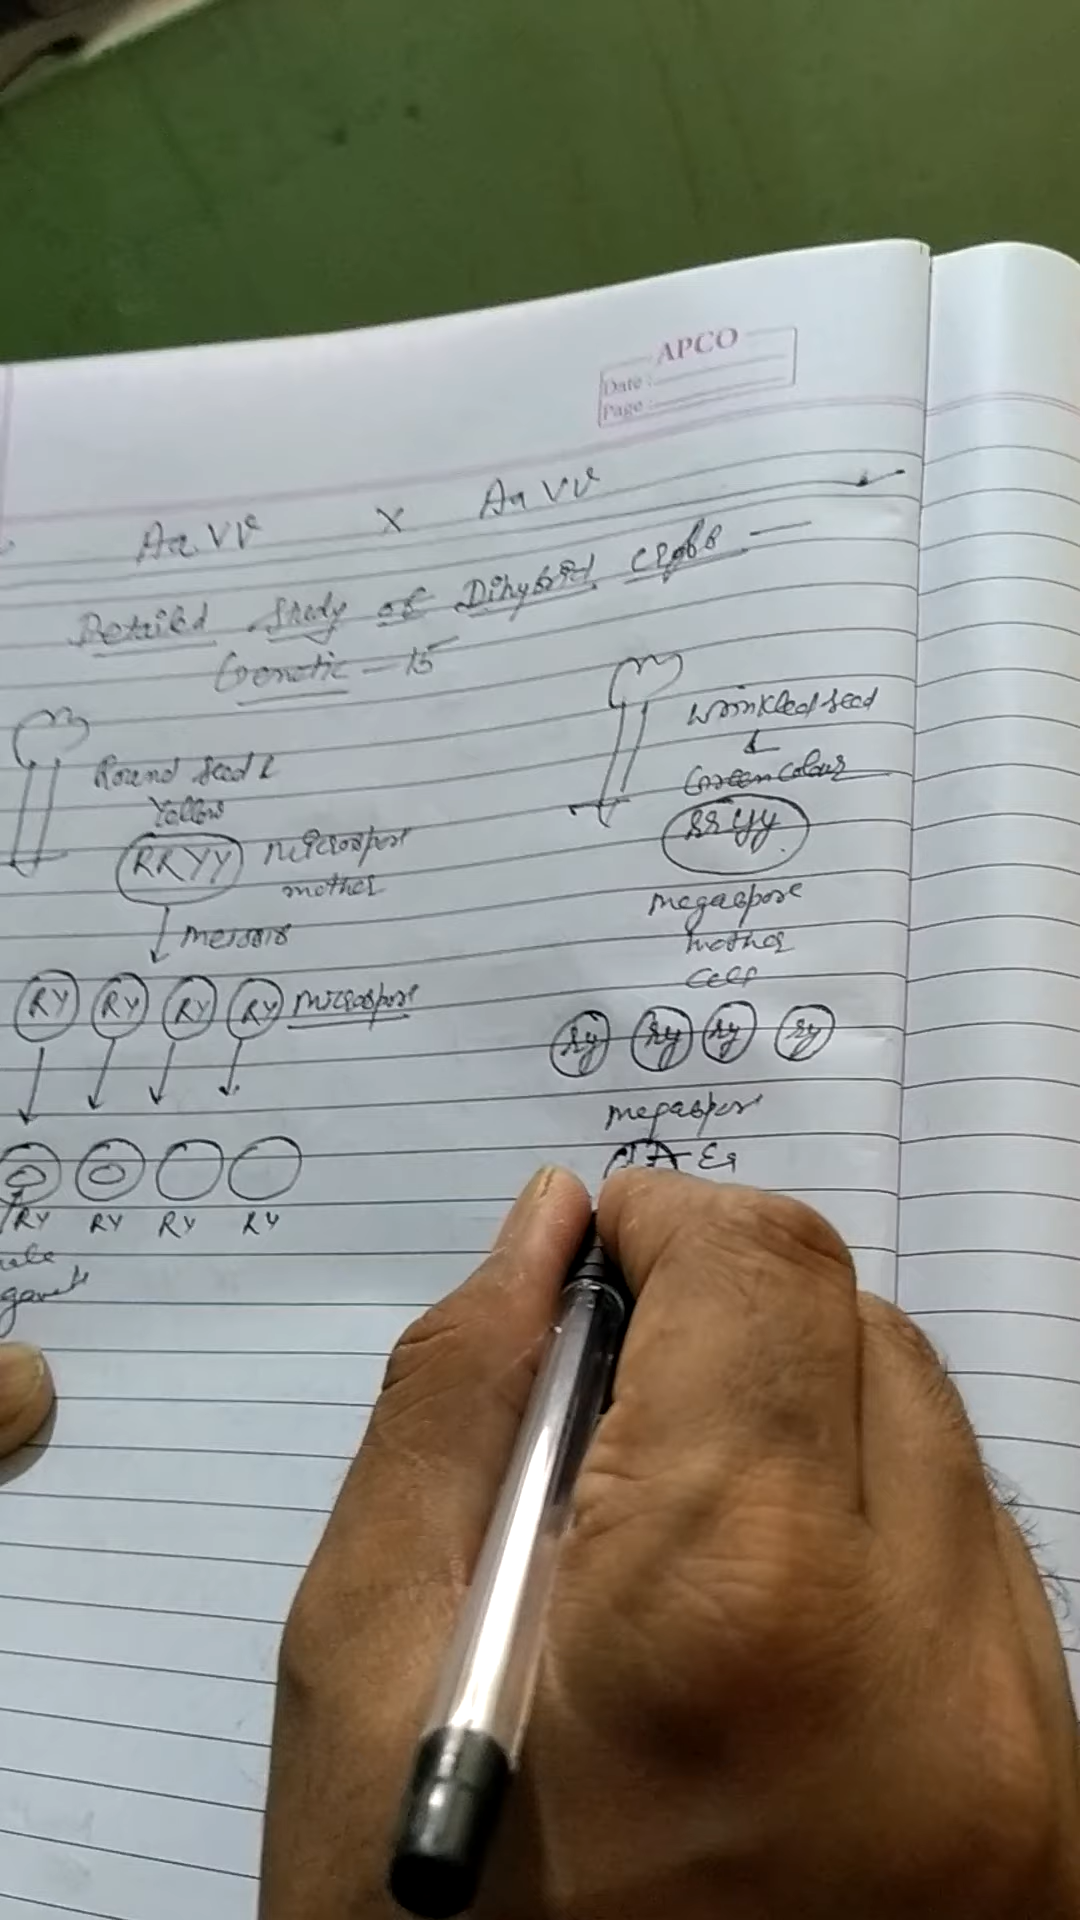 APCO
Date :
Page :
Aa VV × Aa VV
Detailed Study of Dihybrid cross
Genetic - 15
Round seed &
Yellow
RRYY Microspore
mother
meiosis
RY RY RY RY microspore
RY RY RY RY
Wrinkled seed
&
Green colour
rryy
Megaspore
mother
cell
ry ry ry ry
megaspore